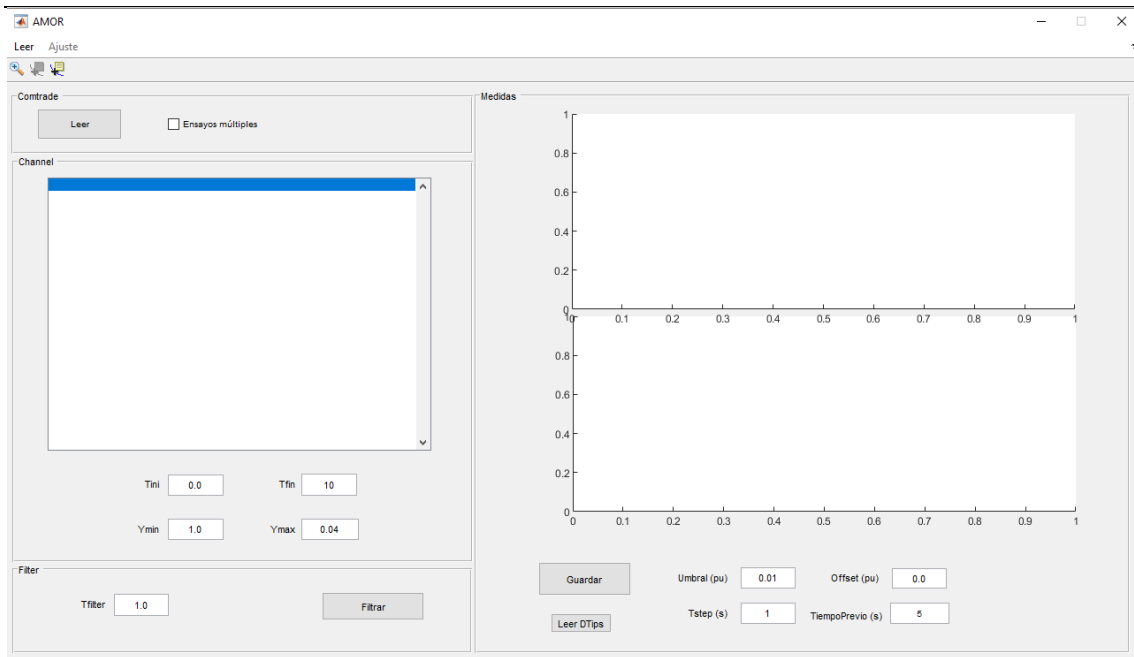 AMOR
Leer Ajuste
Comtrade
Leer Ensayos múltiples
Channel
Tini 0.0 Tfin 10
Ymin 1.0 Ymax 0.04
Filter
Tfilter 1.0 Filtrar
Medidas
1
0.8
0.6
0.4
0.2
0
0 0.1 0.2 0.3 0.4 0.5 0.6 0.7 0.8 0.9 1
1
0.8
0.6
0.4
0.2
0
0 0.1 0.2 0.3 0.4 0.5 0.6 0.7 0.8 0.9 1
Guardar Umbral (pu) 0.01 Offset (pu) 0.0
Leer DTips Tstep (s) 1 TiempoPrevio (s) 5